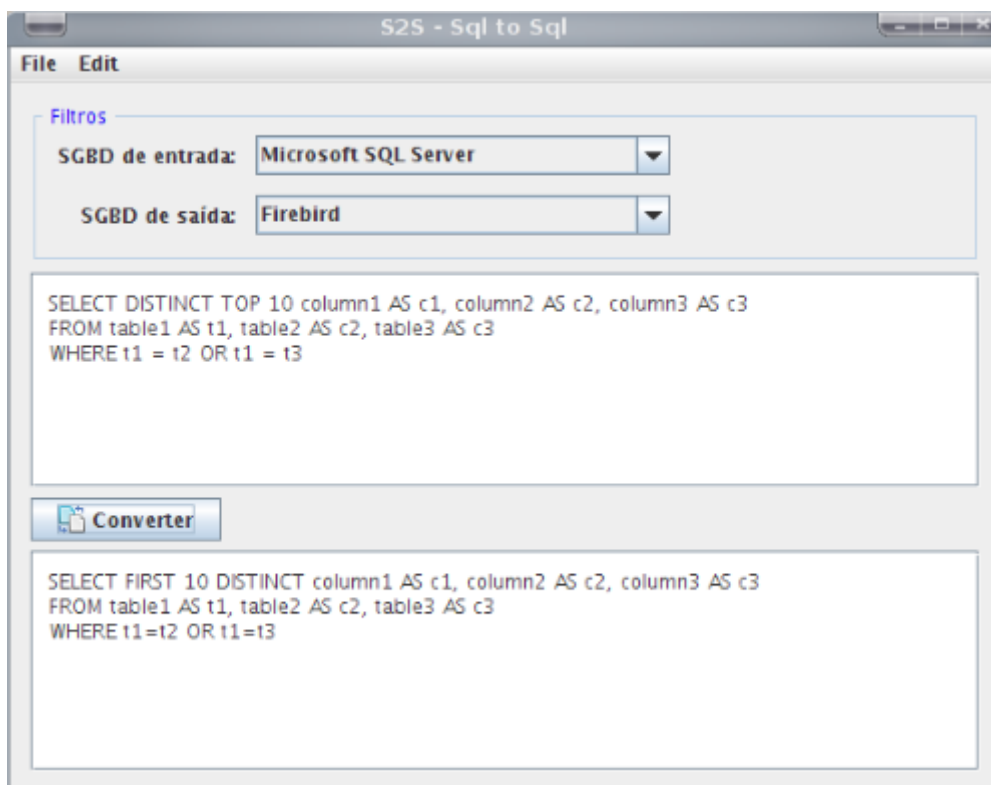 S2S - Sql to Sql
File Edit
Filtros
SGBD de entrada: Microsoft SQL Server
SGBD de saída: Firebird
SELECT DISTINCT TOP 10 column1 AS c1, column2 AS c2, column3 AS c3
FROM table1 AS t1, table2 AS c2, table3 AS c3
WHERE t1 = t2 OR t1 = t3
Converter
SELECT FIRST 10 DISTINCT column1 AS c1, column2 AS c2, column3 AS c3
FROM table1 AS t1, table2 AS c2, table3 AS c3
WHERE t1=t2 OR t1=t3